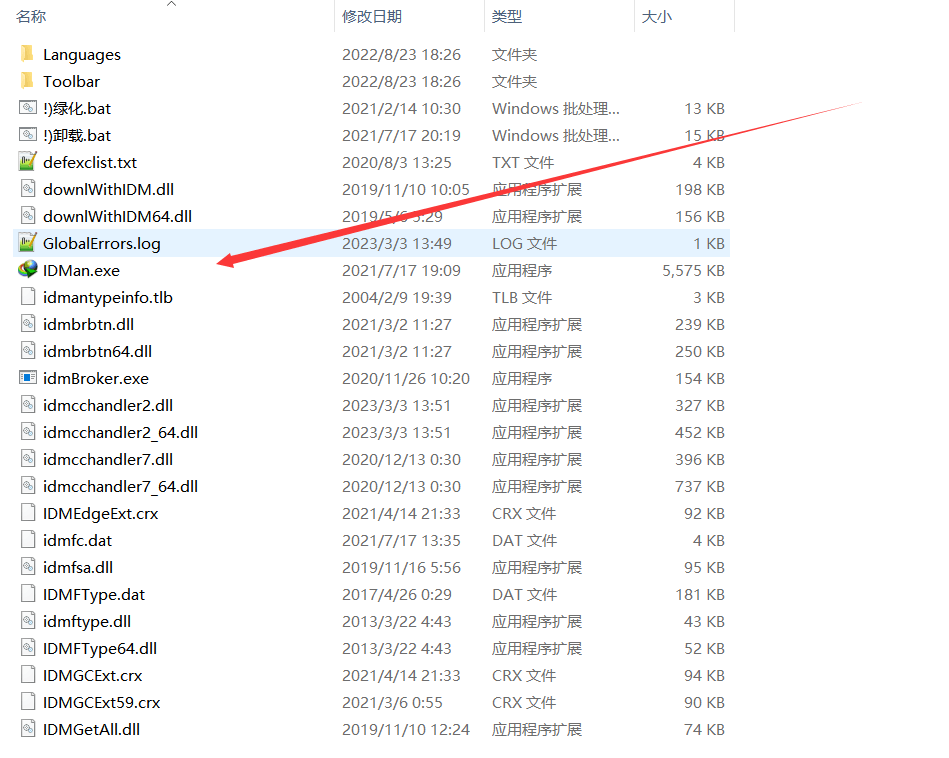 名称 修改日期 类型 大小
Languages 2022/8/23 18:26 文件夹
Toolbar 2022/8/23 18:26 文件夹
!)绿化.bat 2021/2/14 10:30 Windows 批处理... 13 KB
!)卸载.bat 2021/7/17 20:19 Windows 批处理... 15 KB
defexclist.txt 2020/8/3 13:25 TXT 文件 4 KB
downlWithIDM.dll 2019/11/10 10:05 应用程序扩展 198 KB
downlWithIDM64.dll 2019/5/6 5:29 应用程序扩展 156 KB
GlobalErrors.log 2023/3/3 13:49 LOG 文件 1 KB
IDMan.exe 2021/7/17 19:09 应用程序 5,575 KB
idmantypeinfo.tlb 2004/2/9 19:39 TLB 文件 3 KB
idmbrbtn.dll 2021/3/2 11:27 应用程序扩展 239 KB
idmbrbtn64.dll 2021/3/2 11:27 应用程序扩展 250 KB
idmBroker.exe 2020/11/26 10:20 应用程序 154 KB
idmcchandler2.dll 2023/3/3 13:51 应用程序扩展 327 KB
idmcchandler2_64.dll 2023/3/3 13:51 应用程序扩展 452 KB
idmcchandler7.dll 2020/12/13 0:30 应用程序扩展 396 KB
idmcchandler7_64.dll 2020/12/13 0:30 应用程序扩展 737 KB
IDMEdgeExt.crx 2021/4/14 21:33 CRX 文件 92 KB
idmfc.dat 2021/7/17 13:35 DAT 文件 4 KB
idmfsa.dll 2019/11/16 5:56 应用程序扩展 95 KB
IDMFType.dat 2017/4/26 0:29 DAT 文件 181 KB
idmftype.dll 2013/3/22 4:43 应用程序扩展 43 KB
IDMFType64.dll 2013/3/22 4:43 应用程序扩展 52 KB
IDMGCExt.crx 2021/4/14 21:33 CRX 文件 94 KB
IDMGCExt59.crx 2021/3/6 0:55 CRX 文件 90 KB
IDMGetAll.dll 2019/11/10 12:24 应用程序扩展 74 KB